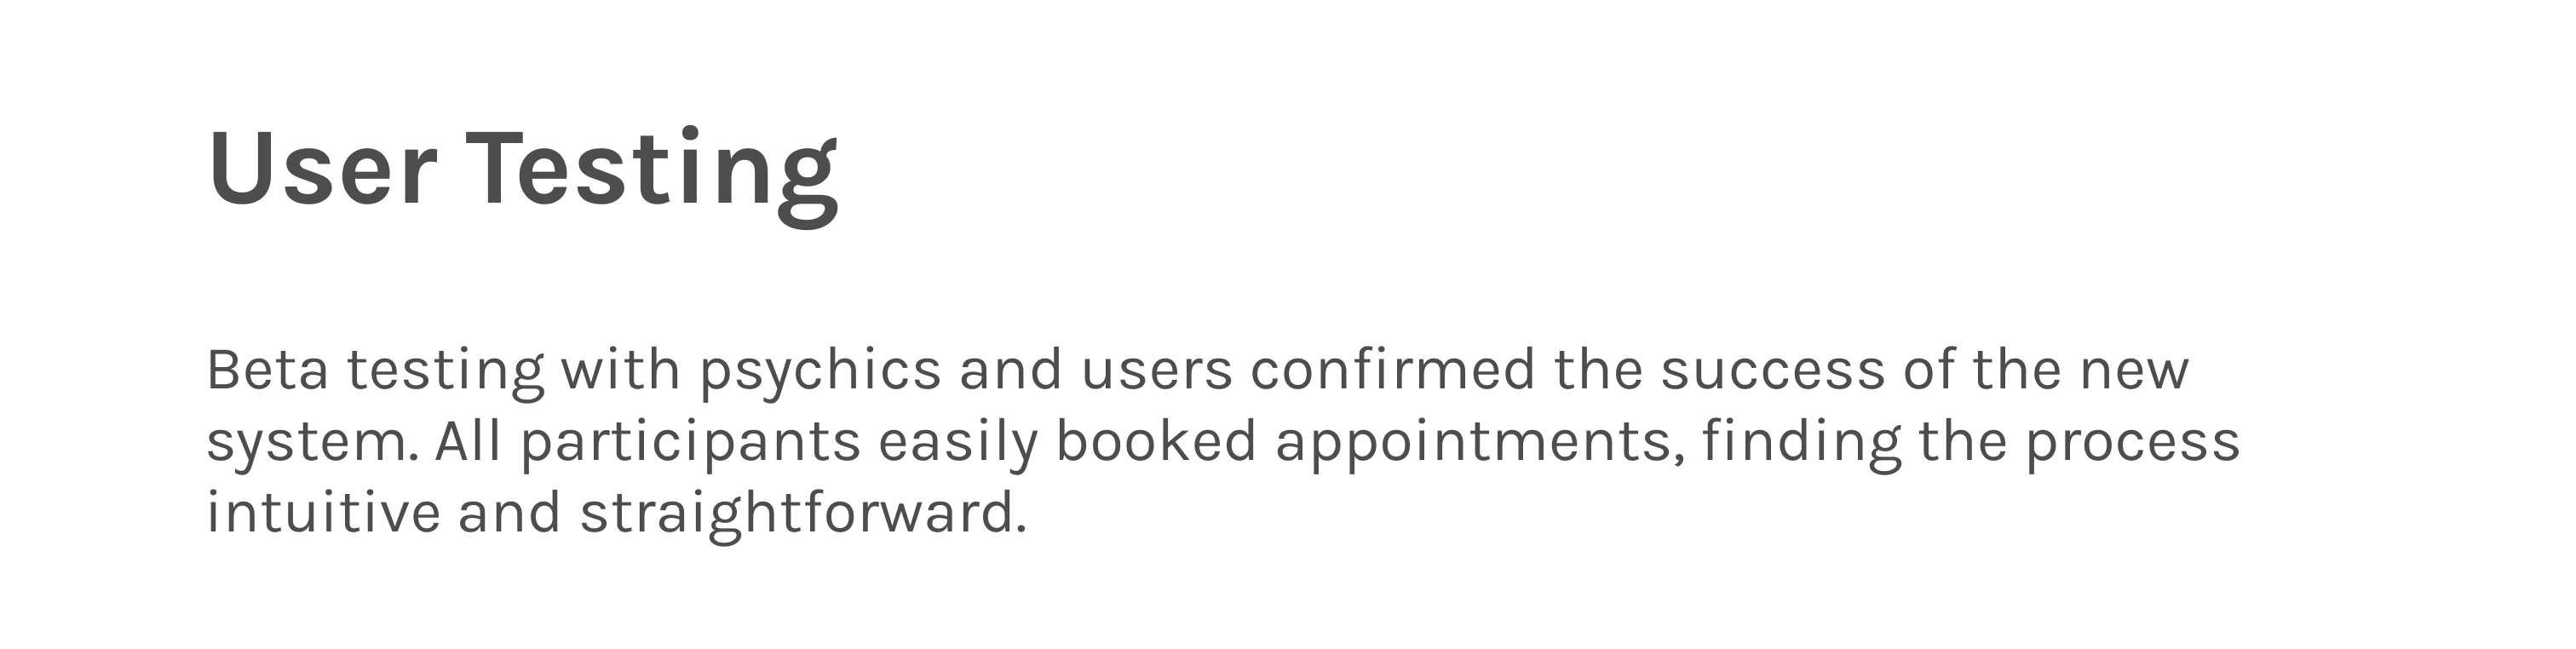 User Testing
Beta testing with psychics and users confirmed the success of the new
system. All participants easily booked appointments, finding the process
intuitive and straightforward.